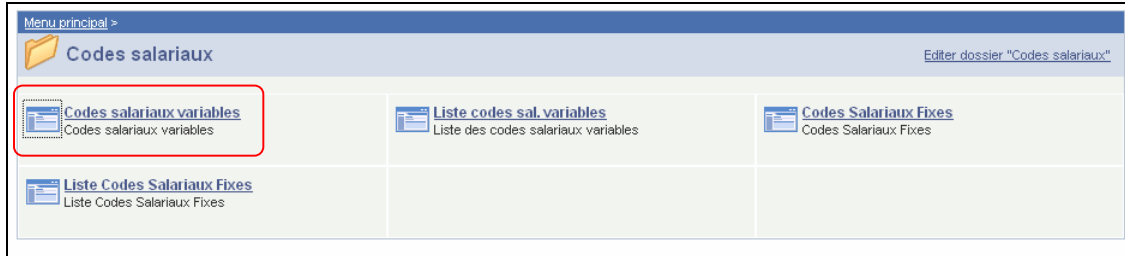 Menu principal >
Codes salariaux
Editer dossier "Codes salariaux"
Codes salariaux variables
Codes salariaux variables
Liste codes sal. variables
Liste des codes salariaux variables
Codes Salariaux Fixes
Codes Salariaux Fixes
Liste Codes Salariaux Fixes
Liste Codes Salariaux Fixes